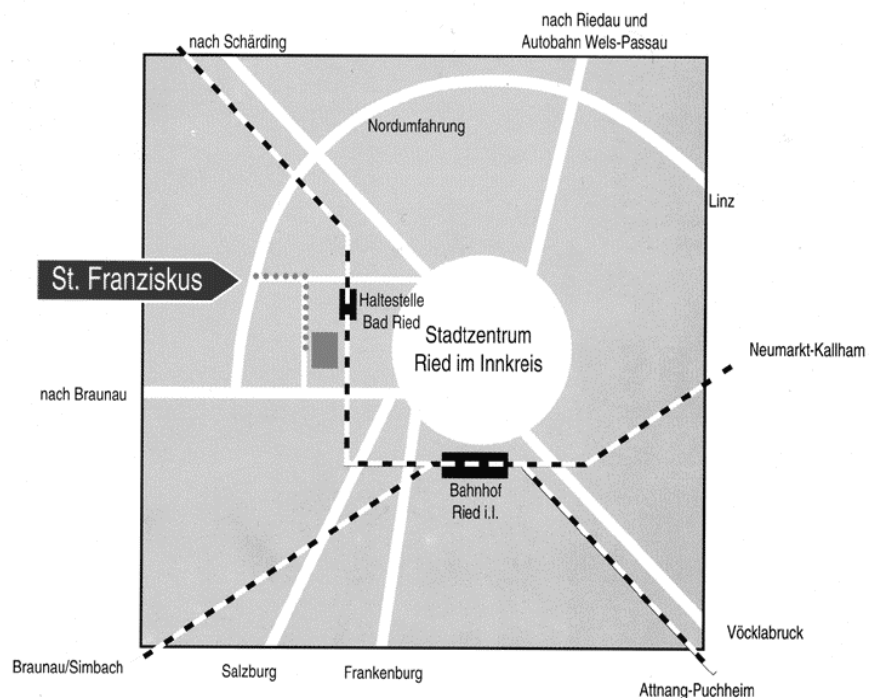 nach Riedau und
Autobahn Wels-Passau
nach Schärding
Nordumfahrung
Linz
St. Franziskus
Haltestelle
Bad Ried
Stadtzentrum
Ried im Innkreis
Neumarkt-Kallham
nach Braunau
Bahnhof
Ried i.I.
Vöcklabruck
Braunau/Simbach
Salzburg
Frankenburg
Attnang-Puchheim